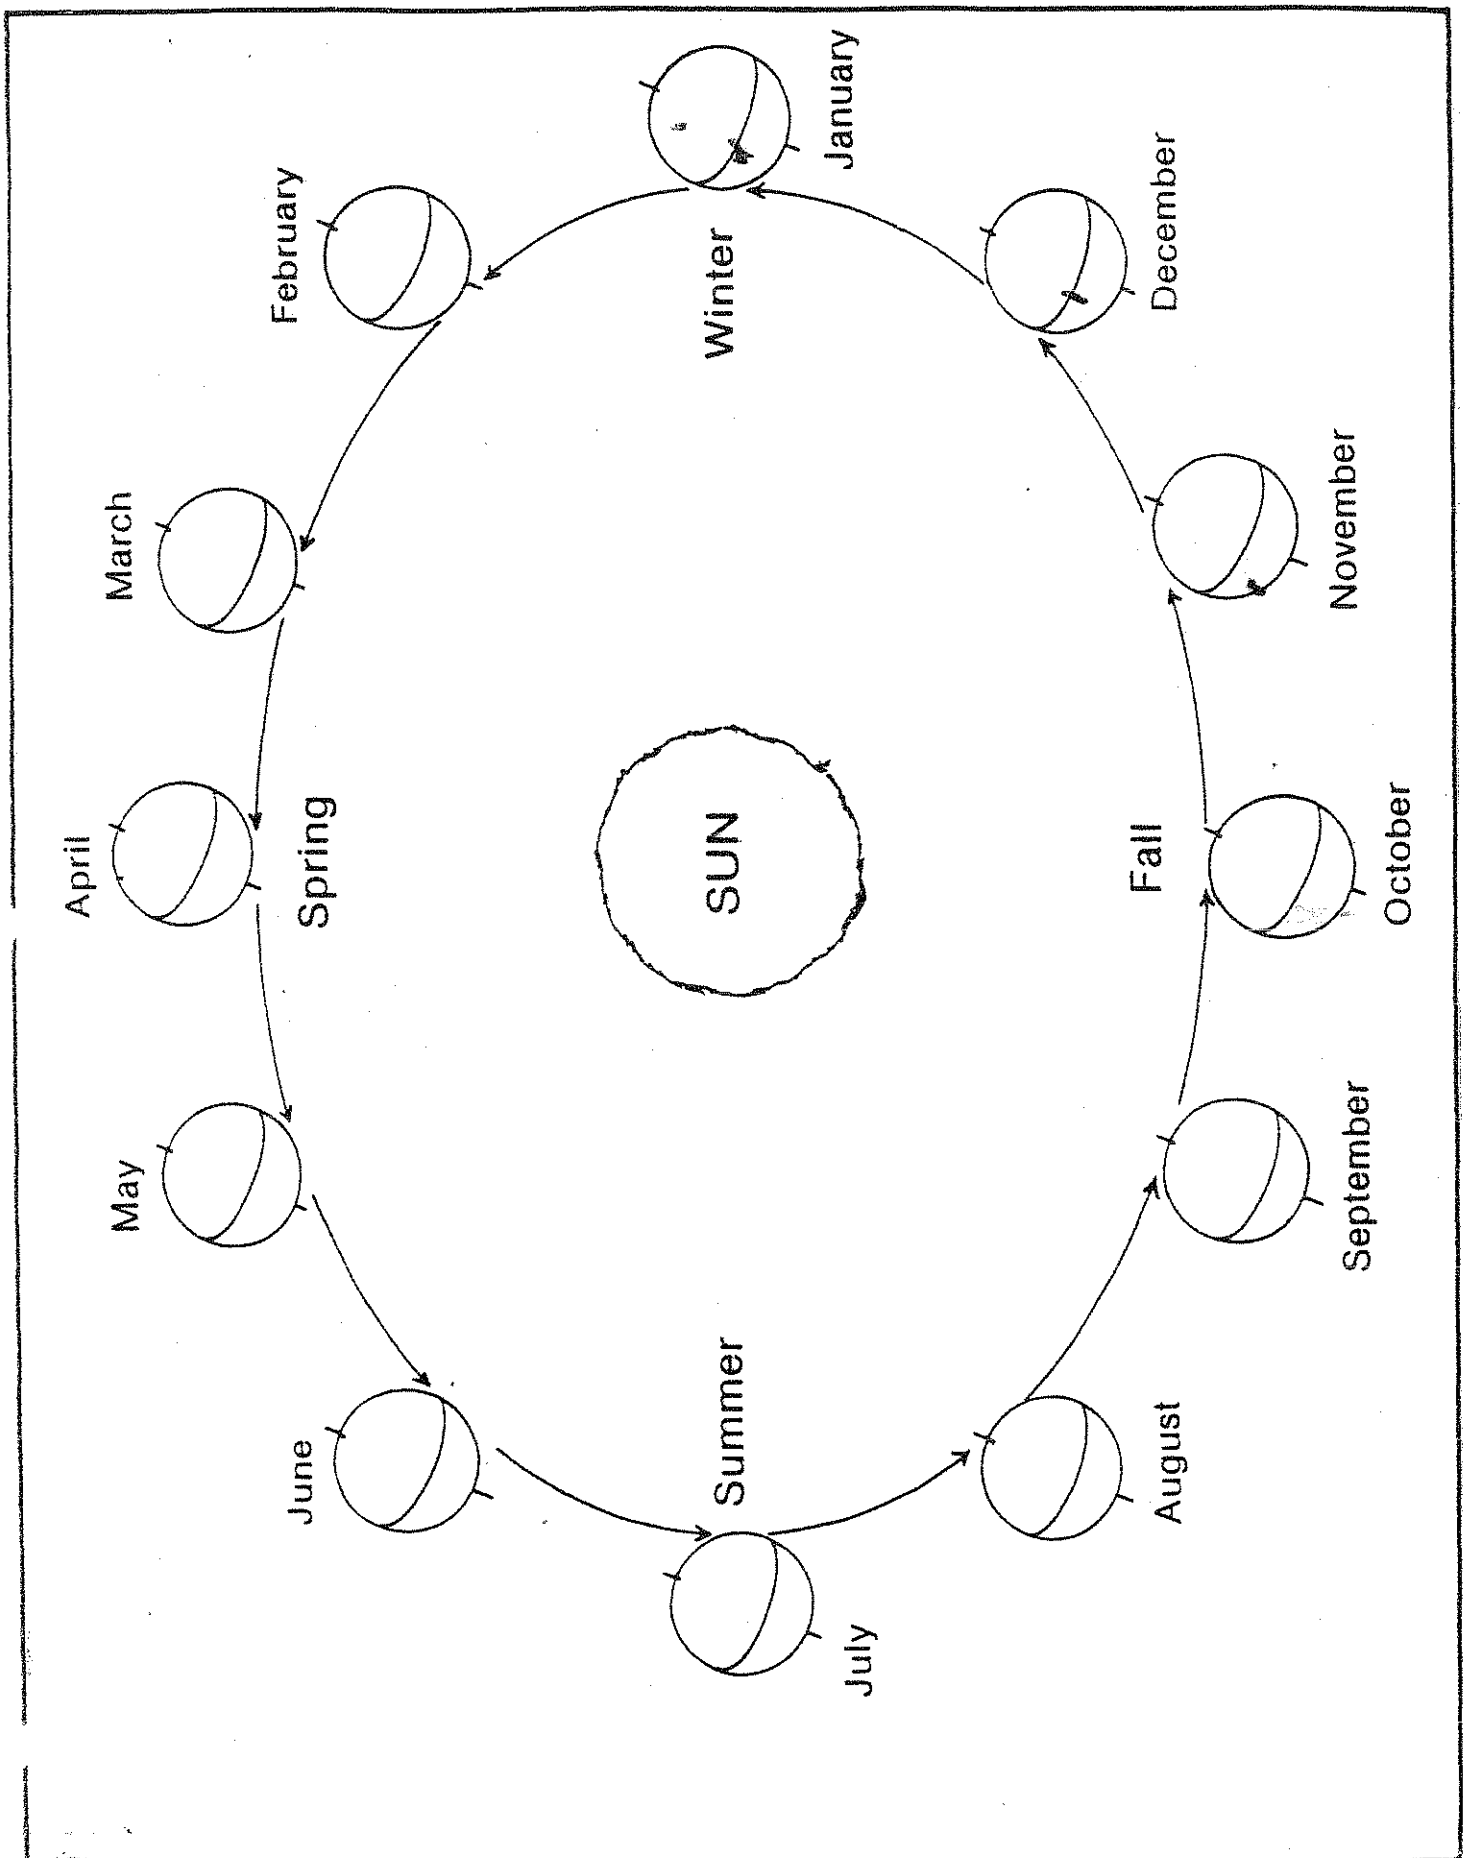 January
February
March
April
May
June
July
August
September
October
November
December
Winter
Spring
Summer
Fall
SUN